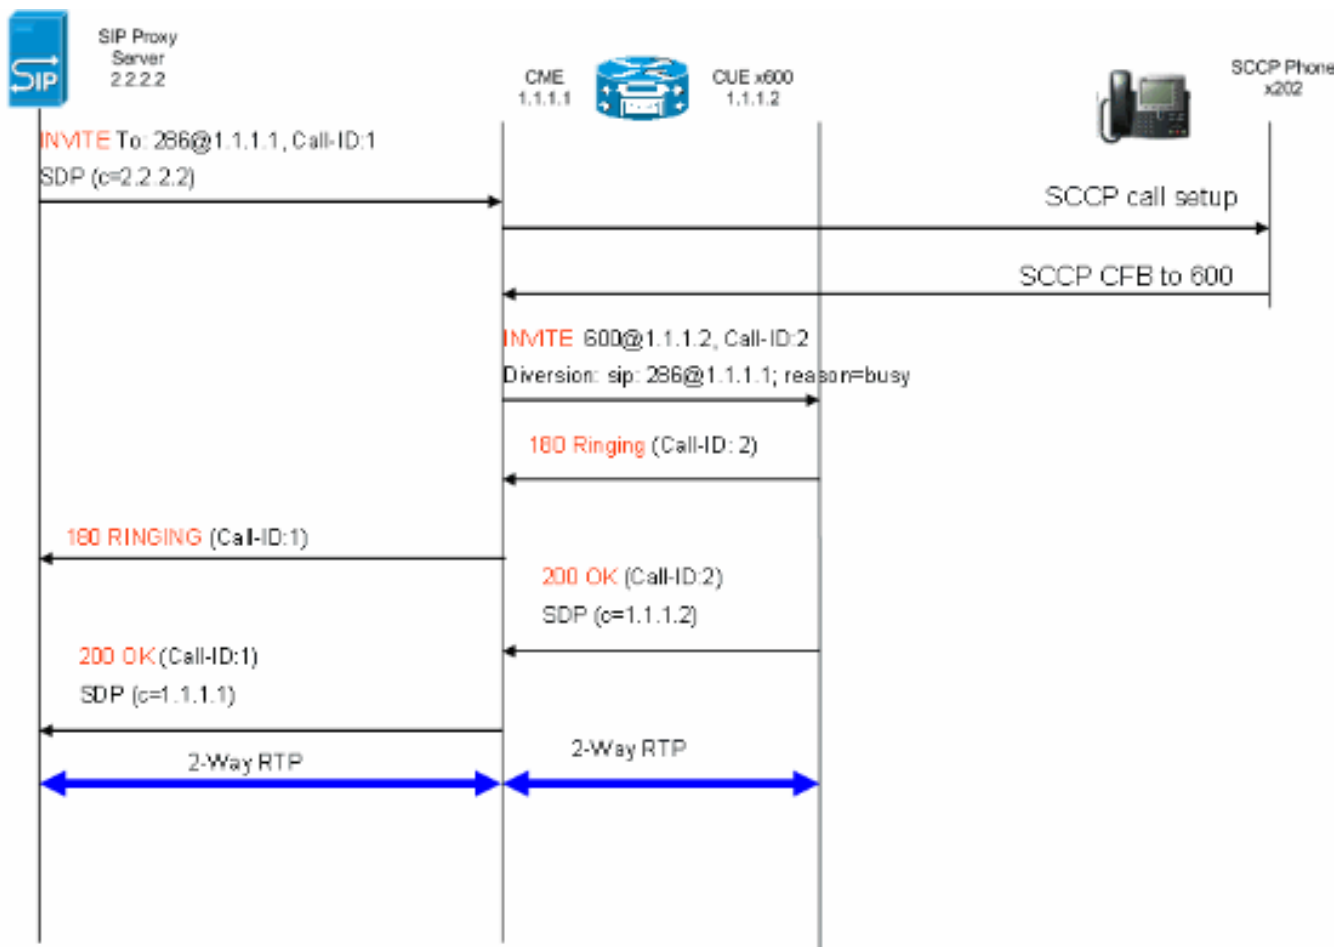 SIP Proxy
Server
2.2.2.2
SIP
CME
1.1.1.1
CUE x600
1.1.1.2
SCCP Phone
x202
INVITE To: 286@1.1.1.1, Call-ID:1
SDP (c=2.2.2.2)
SCCP call setup
SCCP CFB to 600
INVITE 600@1.1.1.2, Call-ID:2
Diversion: sip: 286@1.1.1.1; reason=busy
180 Ringing (Call-ID: 2)
180 RINGING (Call-ID:1)
200 OK (Call-ID:2)
SDP (c=1.1.1.2)
200 OK (Call-ID:1)
SDP (c=1.1.1.1)
2-Way RTP
2-Way RTP